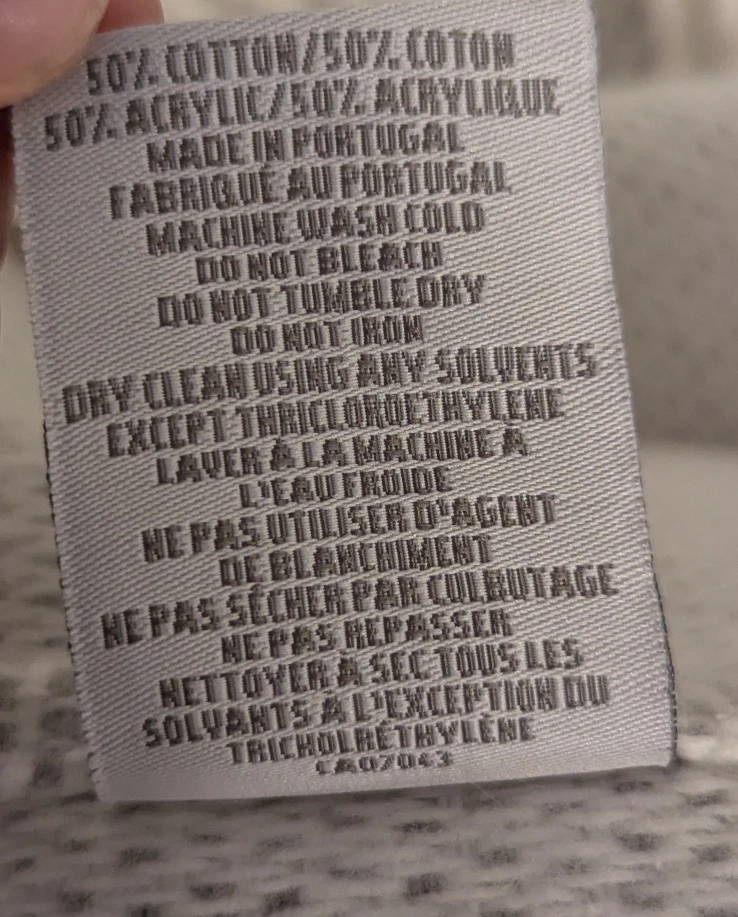 50% COTTON/50% COTON
50% ACRYLIC/50% ACRYLIQUE
MADE IN PORTUGAL
FABRIQUE AU PORTUGAL
MACHINE WASH COLD
DO NOT BLEACH
DO NOT TUMBLE DRY
DO NOT IRON
DRY CLEAN USING ANY SOLVENTS
EXCEPT THRICLOROETHYLENE
LAVER À LA MACHINE À
L'EAU FROIDE
NE PAS UTILISER D'AGENT
DE BLANCHIMENT
NE PAS SÉCHER PAR CULBUTAGE
NE PAS REPASSER
NETTOYER À SEC TOUS LES
SOLVANTS À L'EXCEPTION DU
TRICHOLRÉTHYLÈNE
CA07043